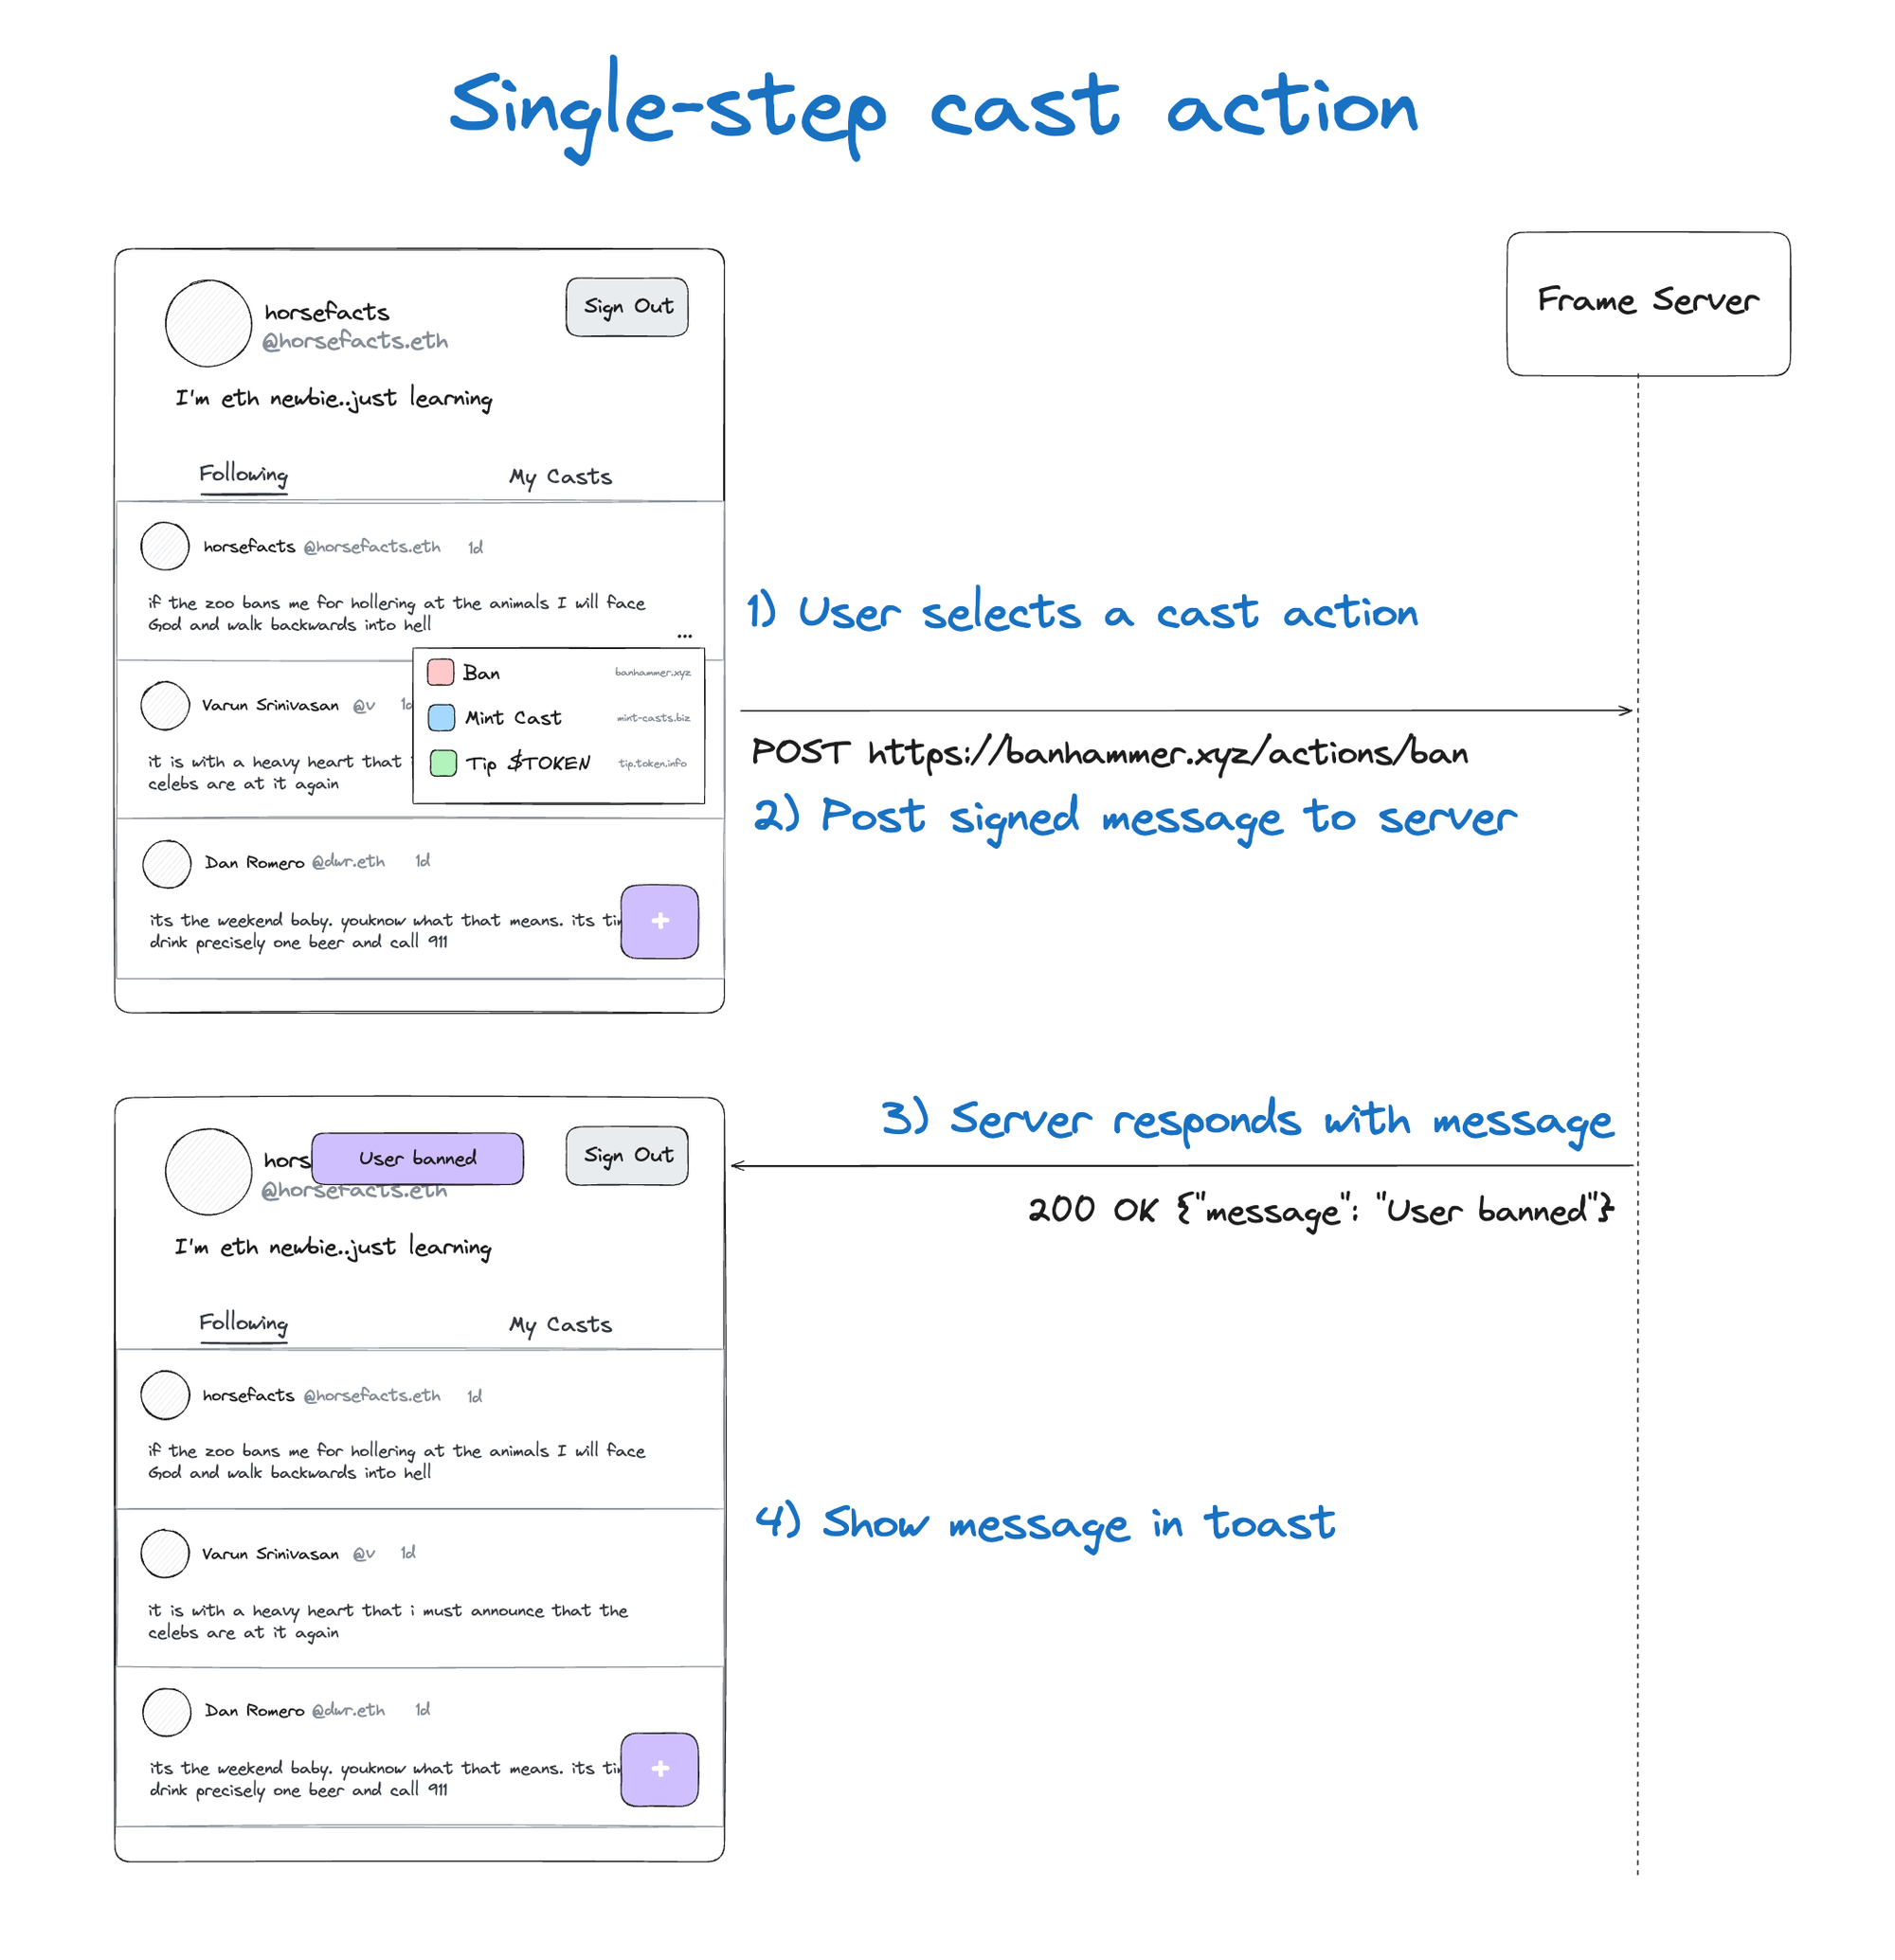 Single-step cast action
Frame Server
horsefacts
@horsefacts.eth
Sign Out
I'm eth newbie..just learning
Following
My Casts
horsefacts @horsefacts.eth 1d
if the zoo bans me for hollering at the animals I will face
God and walk backwards into hell
...
Ban banhammer.xyz
Mint Cast mint-casts.biz
Tip $TOKEN tip.token.info
Varun Srinivasan @v
it is with a heavy heart that
celebs are at it again
Dan Romero @dwr.eth 1d
its the weekend baby. youknow what that means. its
drink precisely one beer and call 911
+
1) User selects a cast action
POST https://banhammer.xyz/actions/ban
2) Post signed message to server
3) Server responds with message
200 OK {"message": "User banned"}
User banned
Sign Out
@horsefacts.eth
I'm eth newbie..just learning
Following
My Casts
horsefacts @horsefacts.eth 1d
if the zoo bans me for hollering at the animals I will face
God and walk backwards into hell
Varun Srinivasan @v 1d
it is with a heavy heart that i must announce that the
celebs are at it again
Dan Romero @dwr.eth 1d
its the weekend baby. youknow what that means. its
drink precisely one beer and call 911
+
4) Show message in toast